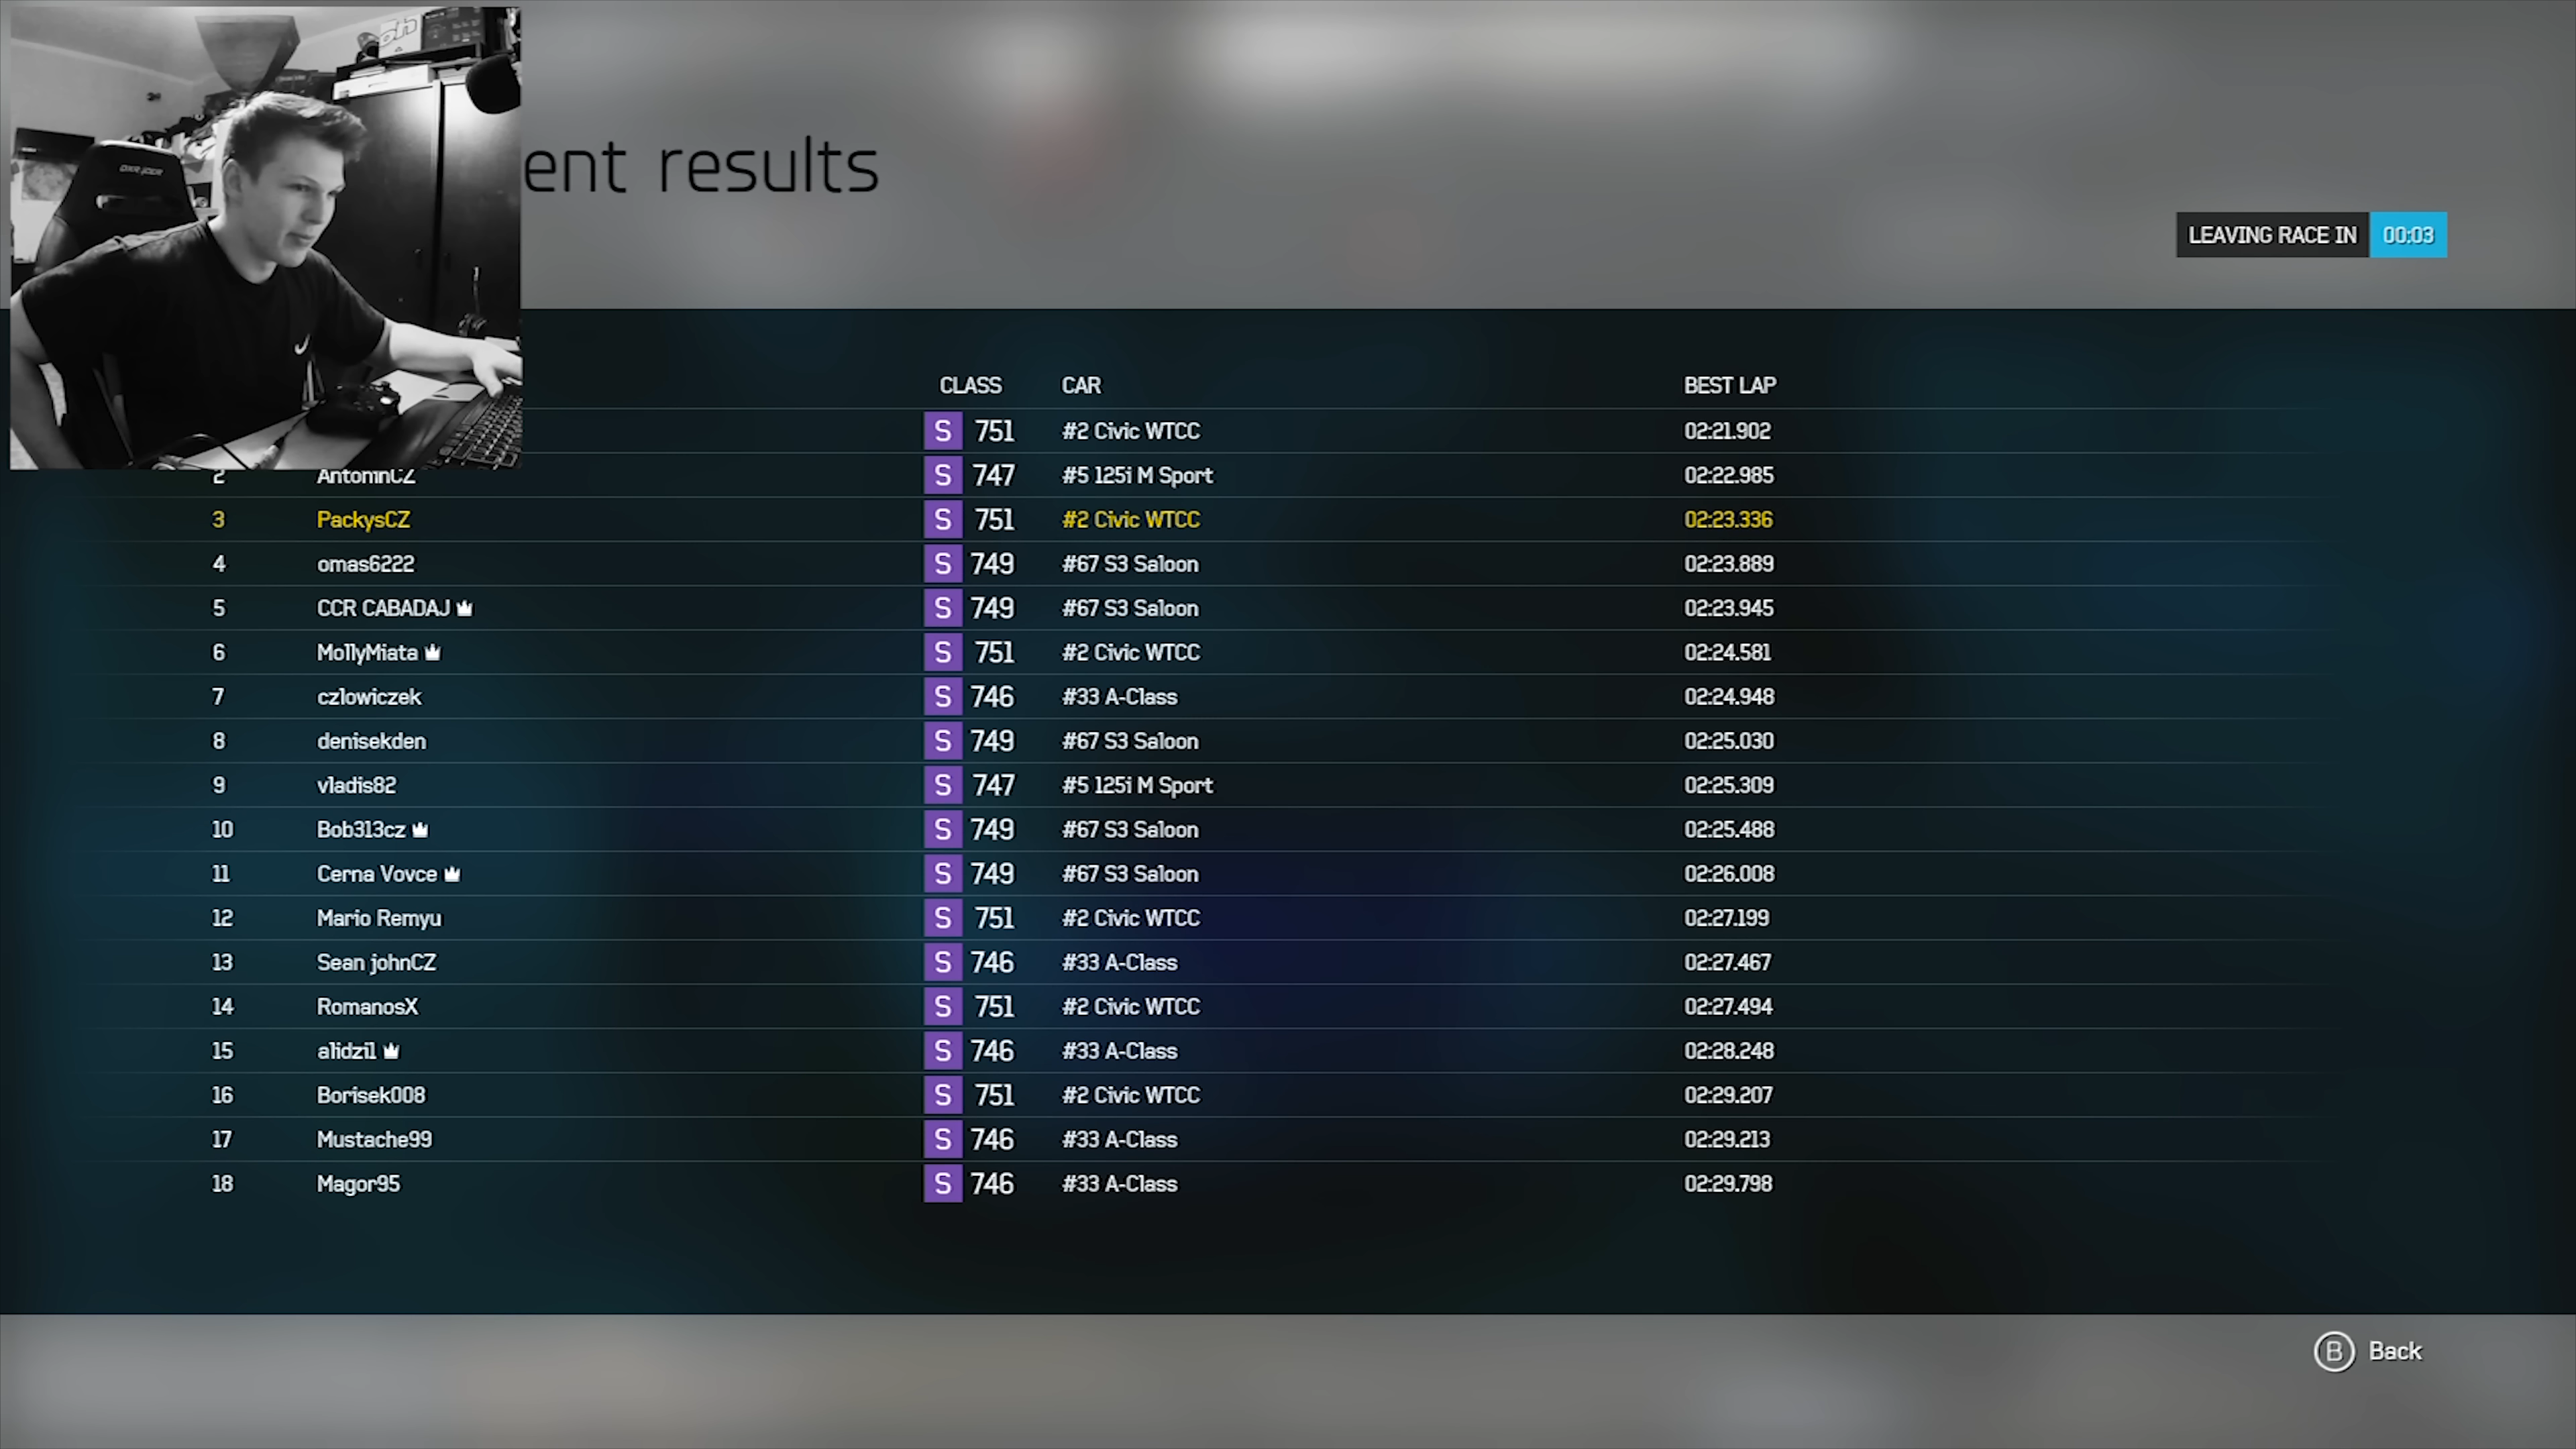 ent results
LEAVING RACE IN 00:03
CLASS CAR BEST LAP
S 751 #2 Civic WTCC 02:21.902
2 AntoninCZ S 747 #5 125i M Sport 02:22.985
3 PackysCZ S 751 #2 Civic WTCC 02:23.336
4 omas6222 S 749 #67 S3 Saloon 02:23.889
5 CCR CABADAJ S 749 #67 S3 Saloon 02:23.945
6 MollyMiata S 751 #2 Civic WTCC 02:24.581
7 czlowiczek S 746 #33 A-Class 02:24.948
8 denisekden S 749 #67 S3 Saloon 02:25.030
9 vladis82 S 747 #5 125i M Sport 02:25.309
10 Bob313cz S 749 #67 S3 Saloon 02:25.488
11 Cerna Vovce S 749 #67 S3 Saloon 02:26.008
12 Mario Remyu S 751 #2 Civic WTCC 02:27.199
13 Sean johnCZ S 746 #33 A-Class 02:27.467
14 RomanosX S 751 #2 Civic WTCC 02:27.494
15 alidzil S 746 #33 A-Class 02:28.248
16 Borisek008 S 751 #2 Civic WTCC 02:29.207
17 Mustache99 S 746 #33 A-Class 02:29.213
18 Magor95 S 746 #33 A-Class 02:29.798
B Back